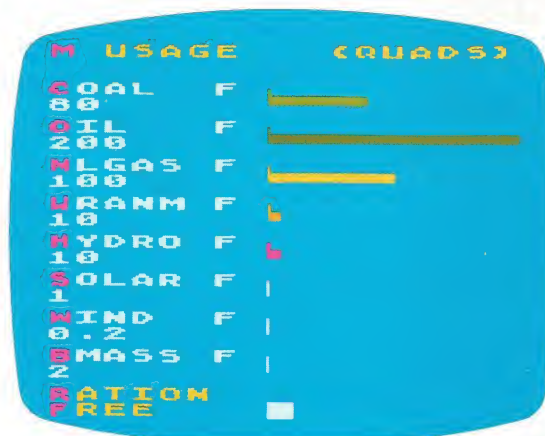 M USAGE (QUADS)
COAL F
80
OIL F
200
NLGAS F
100
URANM F
10
HYDRO F
10
SOLAR F
1
WIND F
0.2
BMASS F
2
RATION
FREE